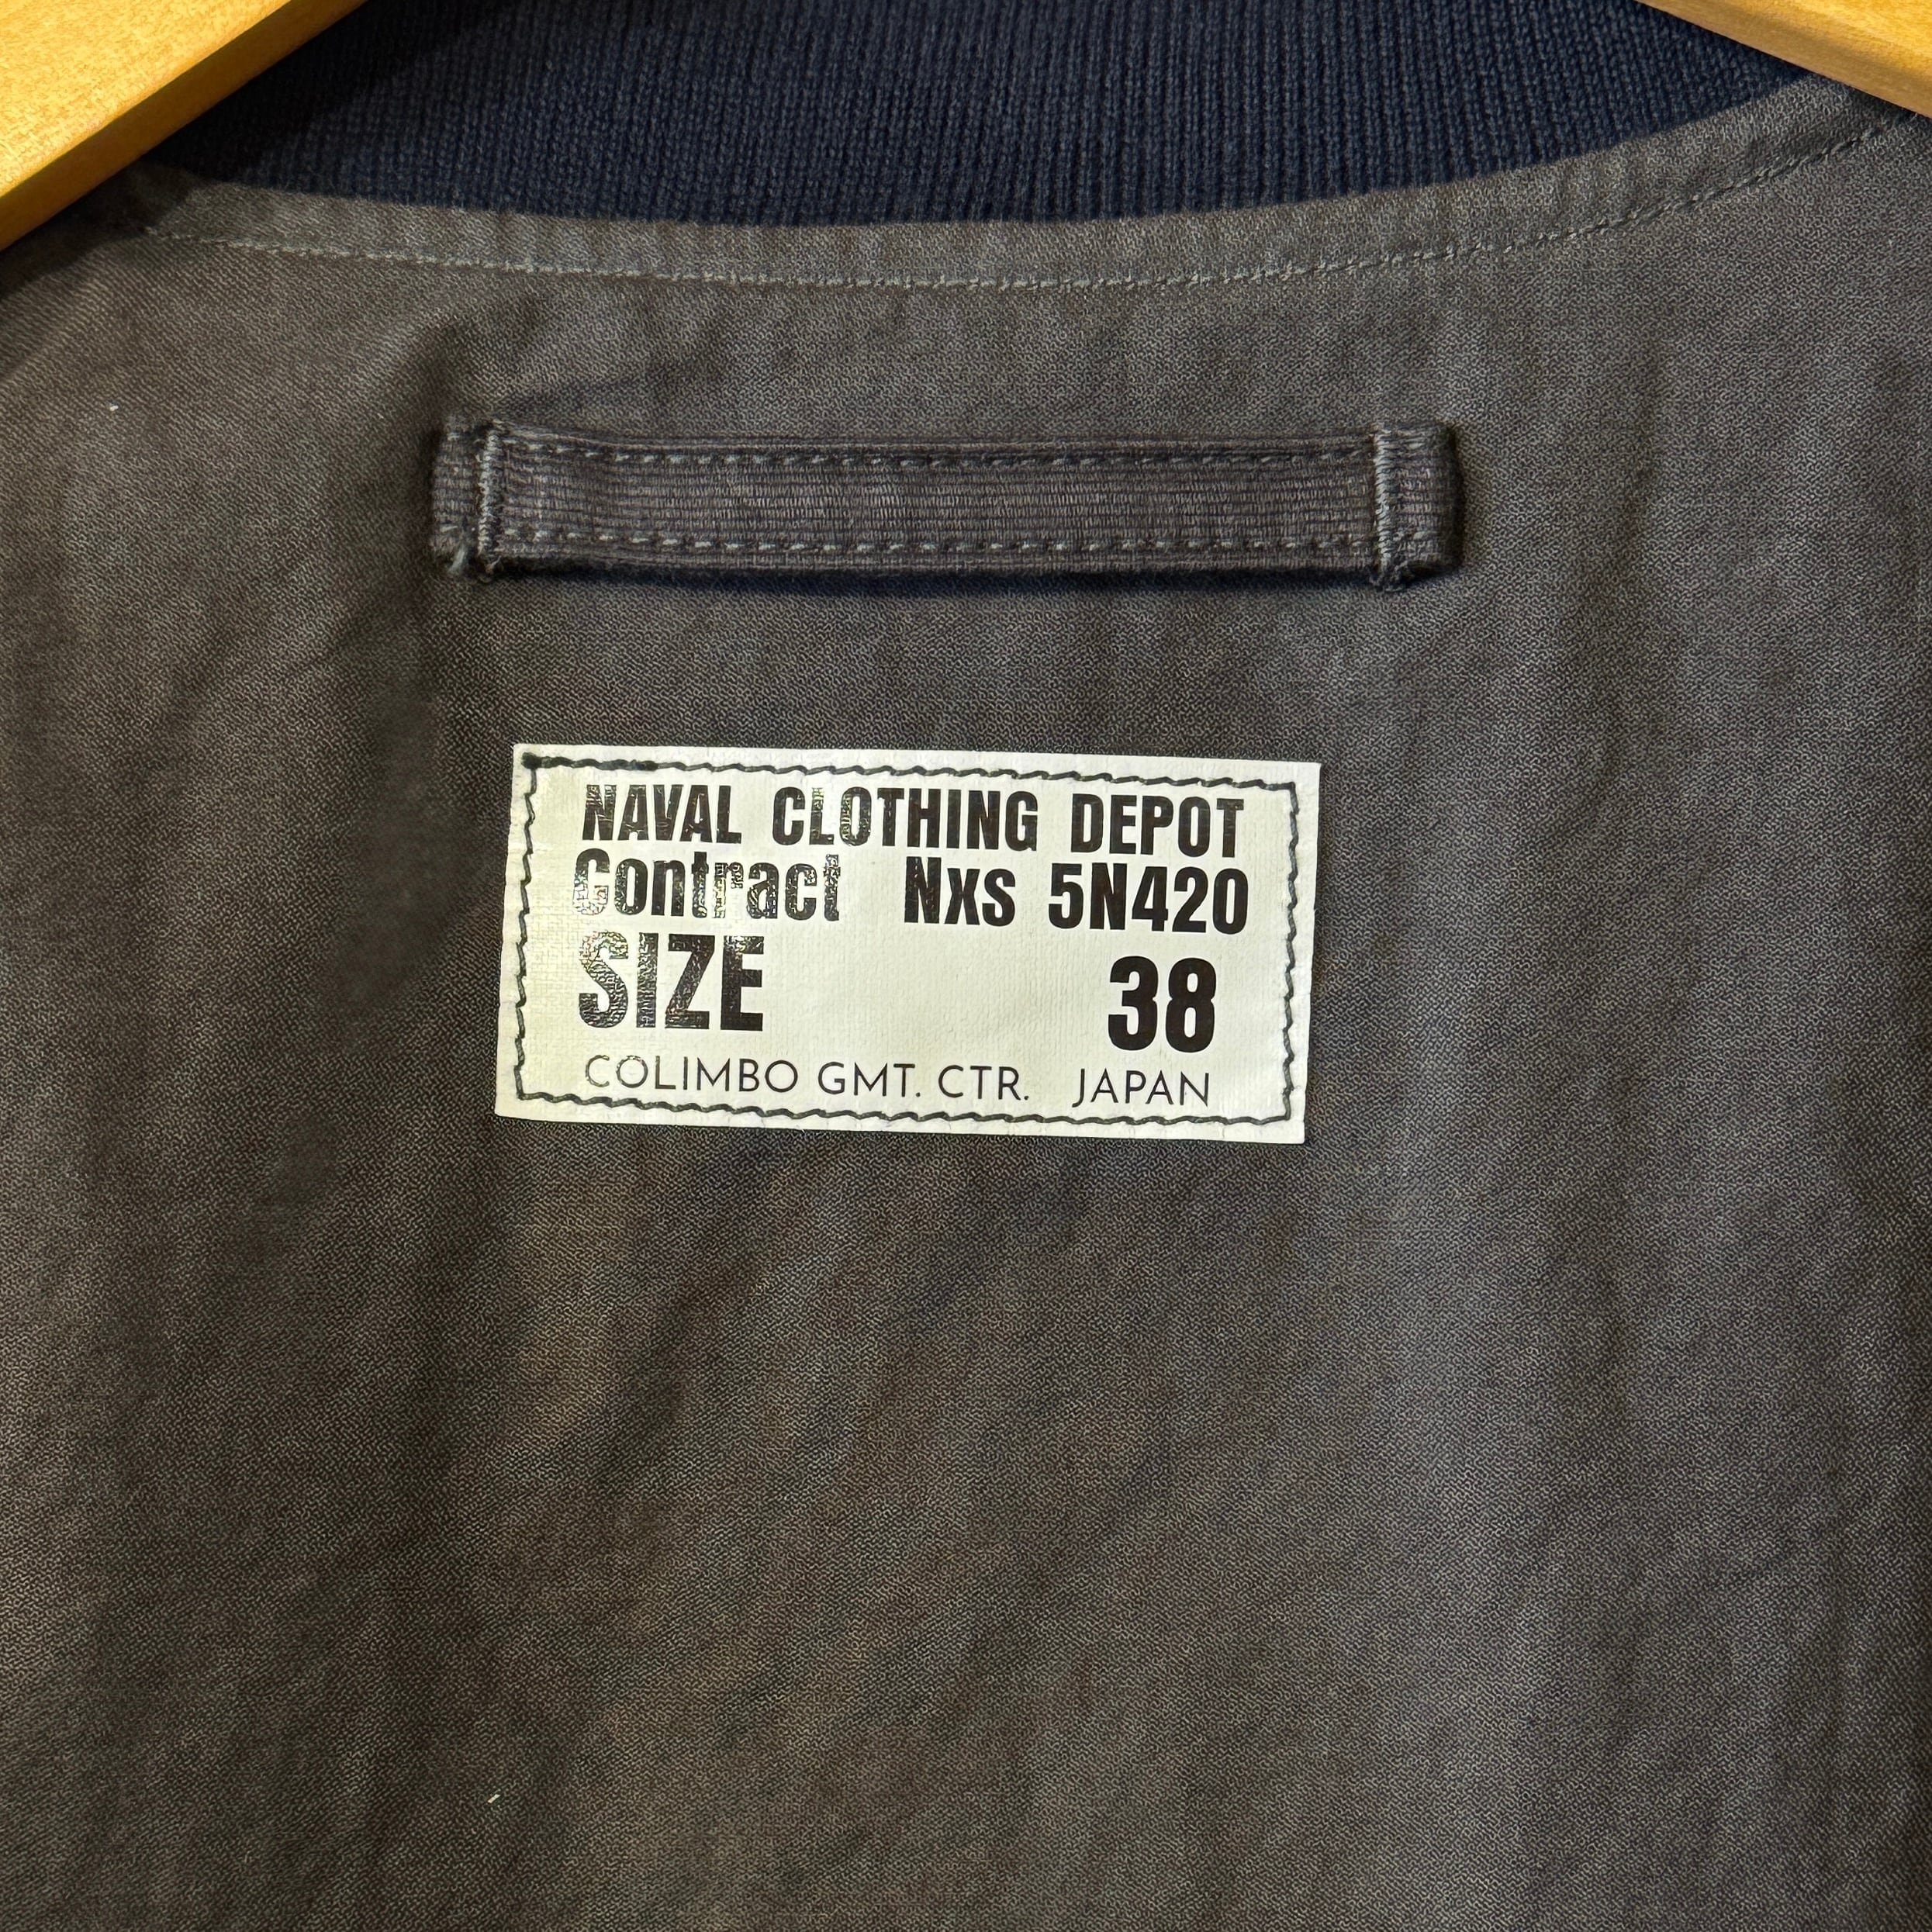 NAVAL CLOTHING DEPOT
Contract Nxs 5N420
SIZE 38
COLIMBO GMT. CTR. JAPAN